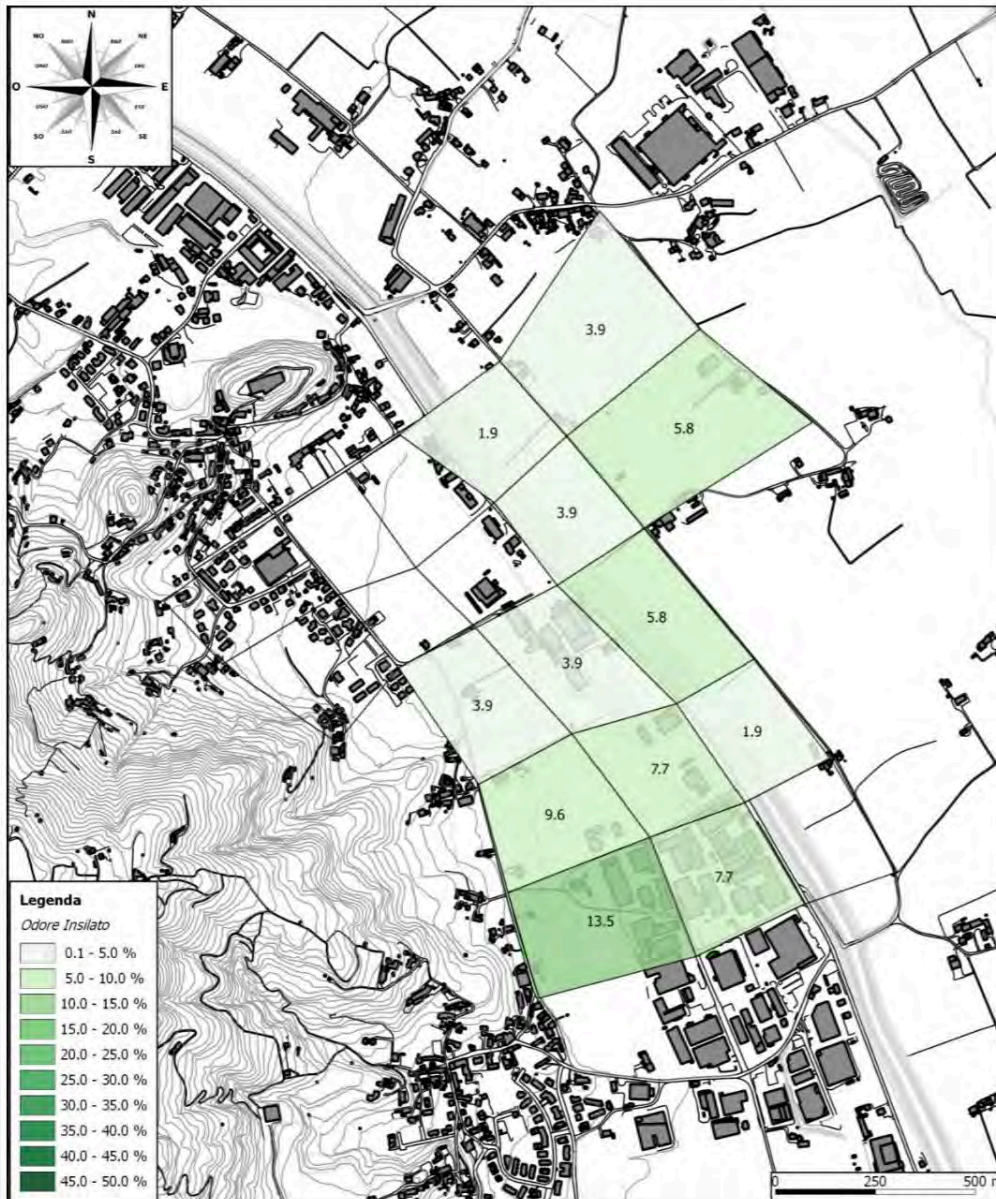 N
NO
NE
O
E
SO
SE
S
3.9
5.8
1.9
3.9
5.8
3.9
3.9
1.9
7.7
9.6
7.7
13.5
Legenda
Odore Insilato
0.1 - 5.0 %
5.0 - 10.0 %
10.0 - 15.0 %
15.0 - 20.0 %
20.0 - 25.0 %
25.0 - 30.0 %
30.0 - 35.0 %
35.0 - 40.0 %
40.0 - 45.0 %
45.0 - 50.0 %
0 250 500 m